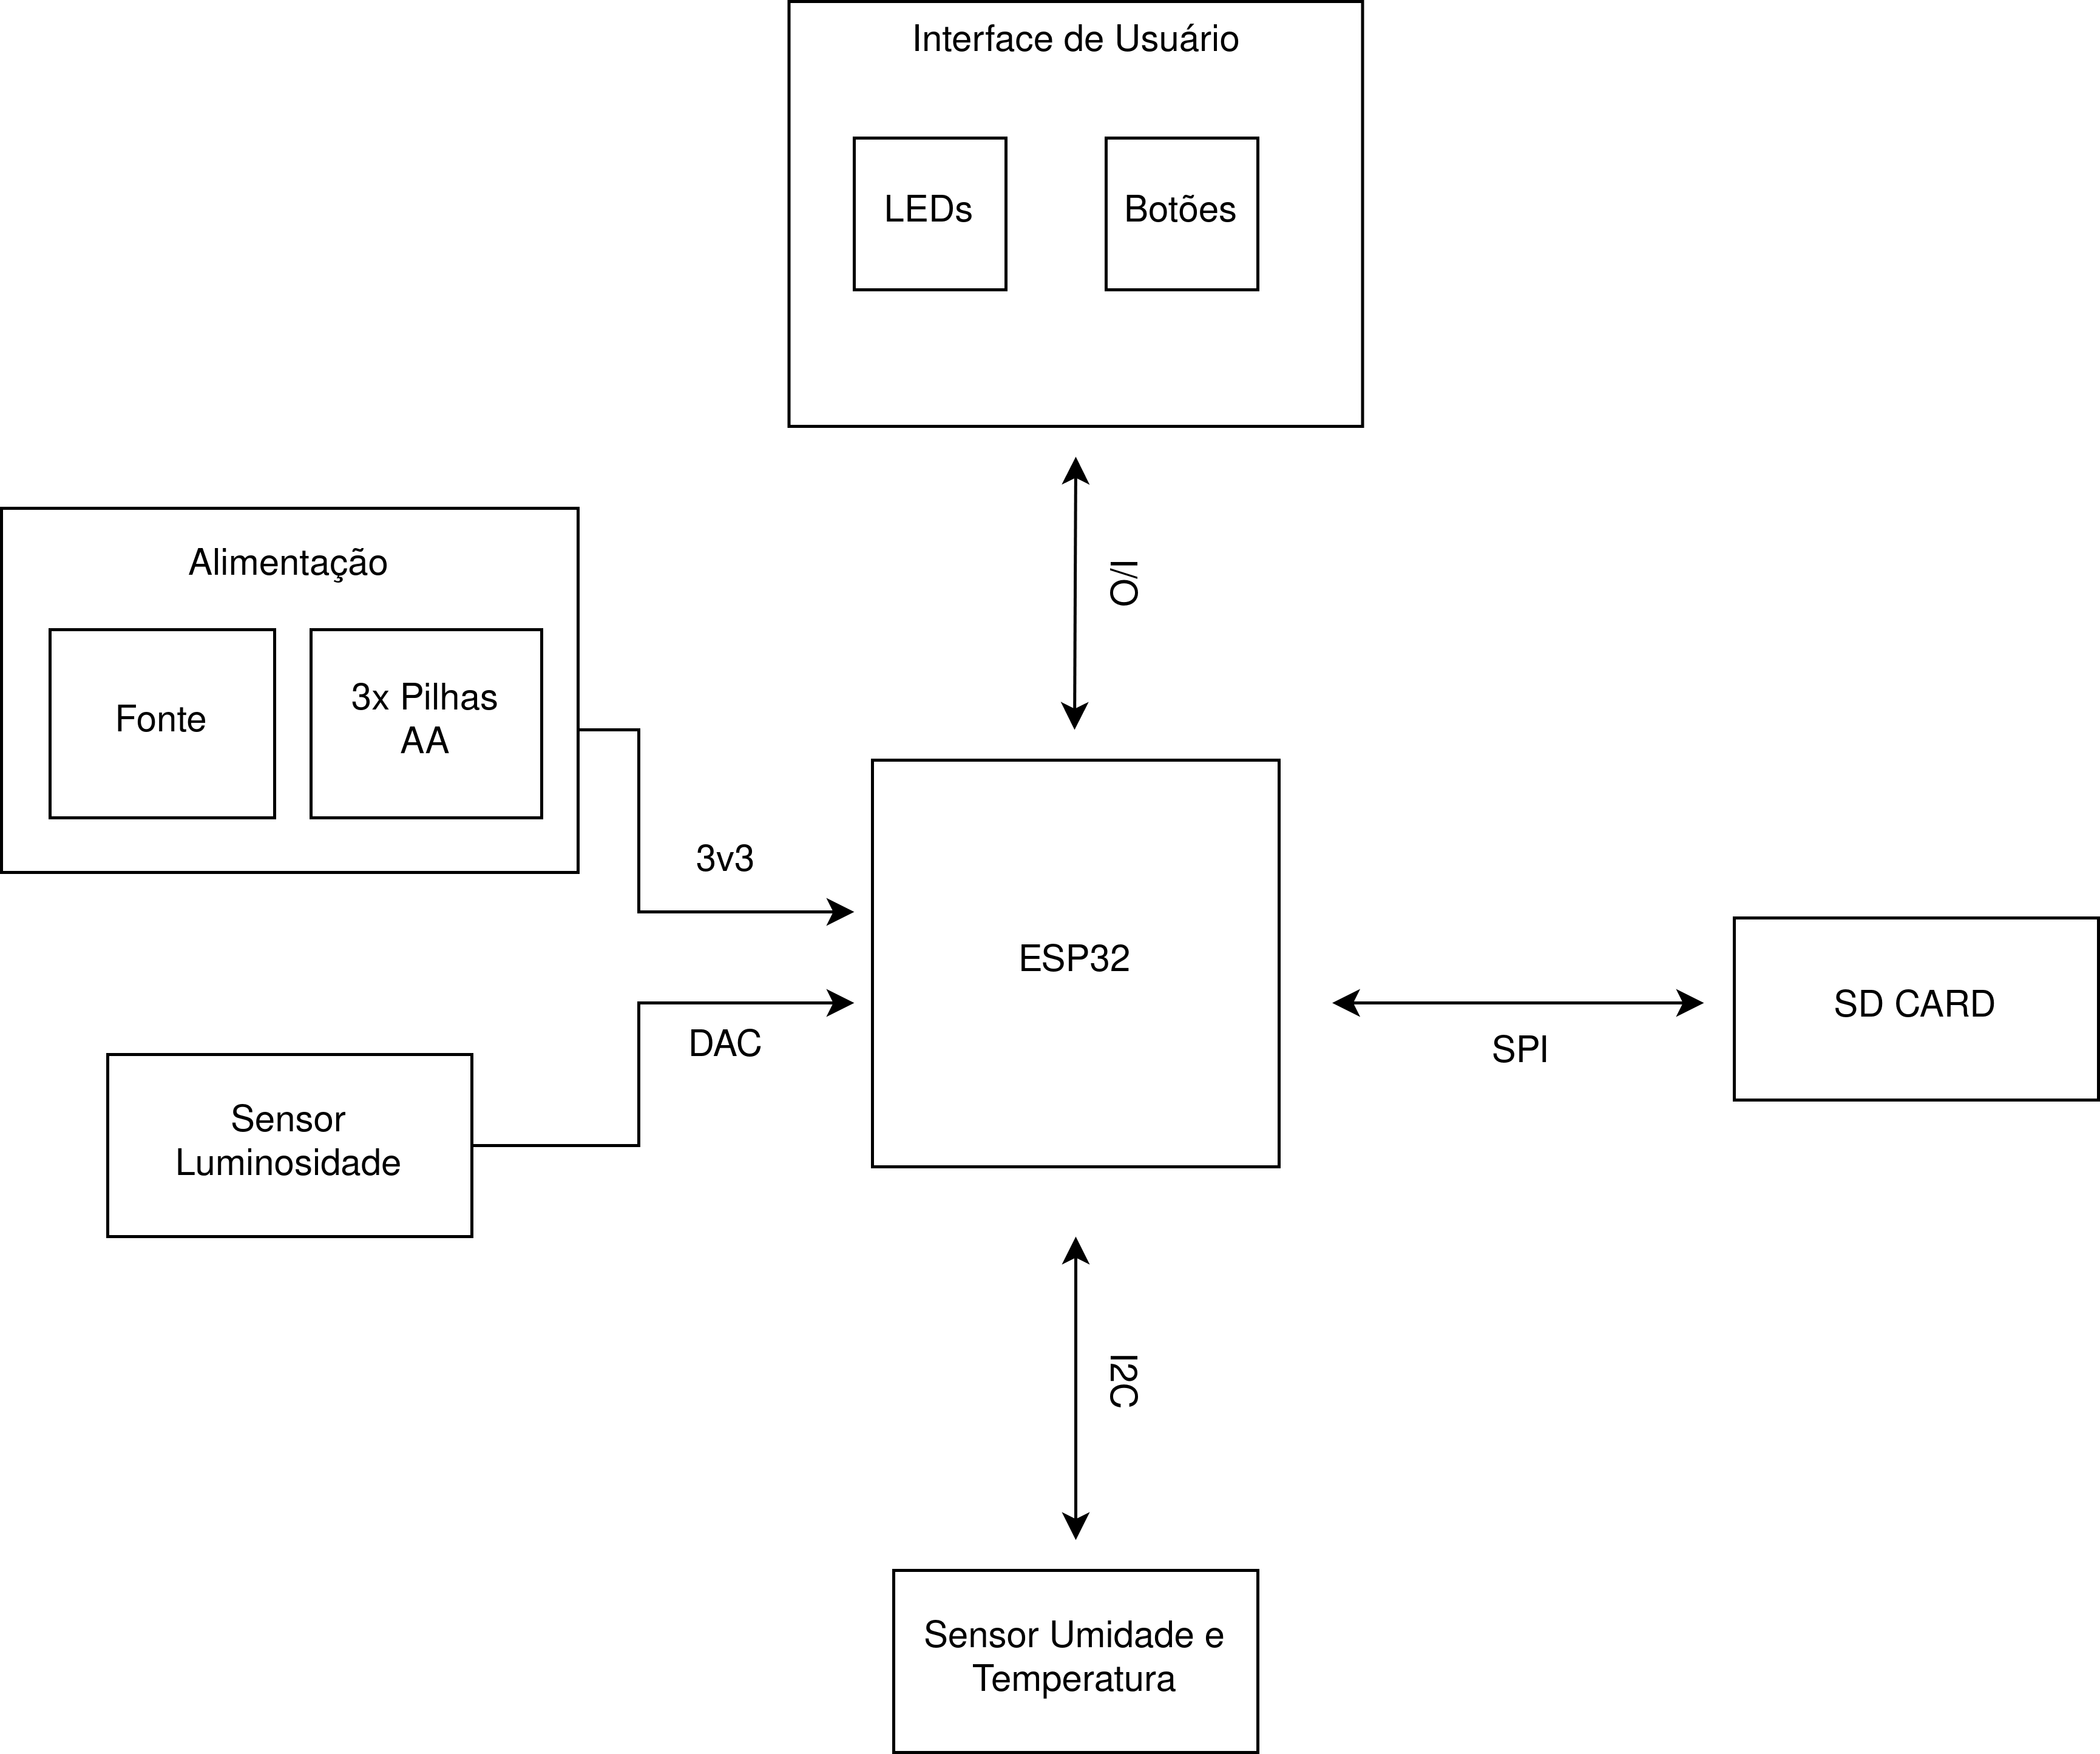 Interface de Usuário
LEDs
Botões
I/O
Alimentação
Fonte
3x Pilhas
AA
3v3
ESP32
DAC
Sensor
Luminosidade
SPI
SD CARD
I2C
Sensor Umidade e
Temperatura